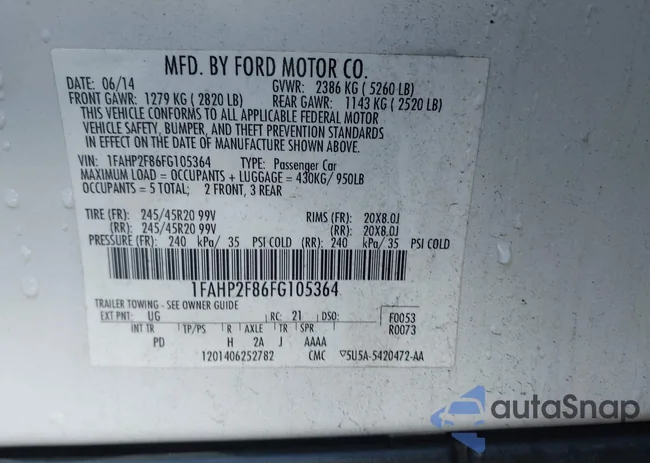 MFD. BY FORD MOTOR CO.
DATE: 06/14 GVWR: 2386 KG ( 5260 LB)
FRONT GAWR: 1279 KG ( 2820 LB) REAR GAWR: 1143 KG ( 2520 LB)
THIS VEHICLE CONFORMS TO ALL APPLICABLE FEDERAL MOTOR
VEHICLE SAFETY, BUMPER, AND THEFT PREVENTION STANDARDS
IN EFFECT ON THE DATE OF MANUFACTURE SHOWN ABOVE.
VIN: 1FAHP2F86FG105364 TYPE: Passenger Car
MAXIMUM LOAD = OCCUPANTS + LUGGAGE = 430KG/ 950LB
OCCUPANTS = 5 TOTAL; 2 FRONT, 3 REAR
TIRE (FR): 245/45R20 99V RIMS (FR): 20X8.0J
(RR): 245/45R20 99V (RR): 20X8.0J
PRESSURE (FR): 240 kPa/ 35 PSI COLD (RR): 240 kPa/ 35 PSI COLD
1FAHP2F86FG105364
TRAILER TOWING - SEE OWNER GUIDE
EXT PNT: UG RC: 21 DSO: F0053
INT TR TP/PS R AXLE TR SPR R0073
PD H 2A J AAAA
1201406252782 CMC 5U5A-5420472-AA
autoSnap